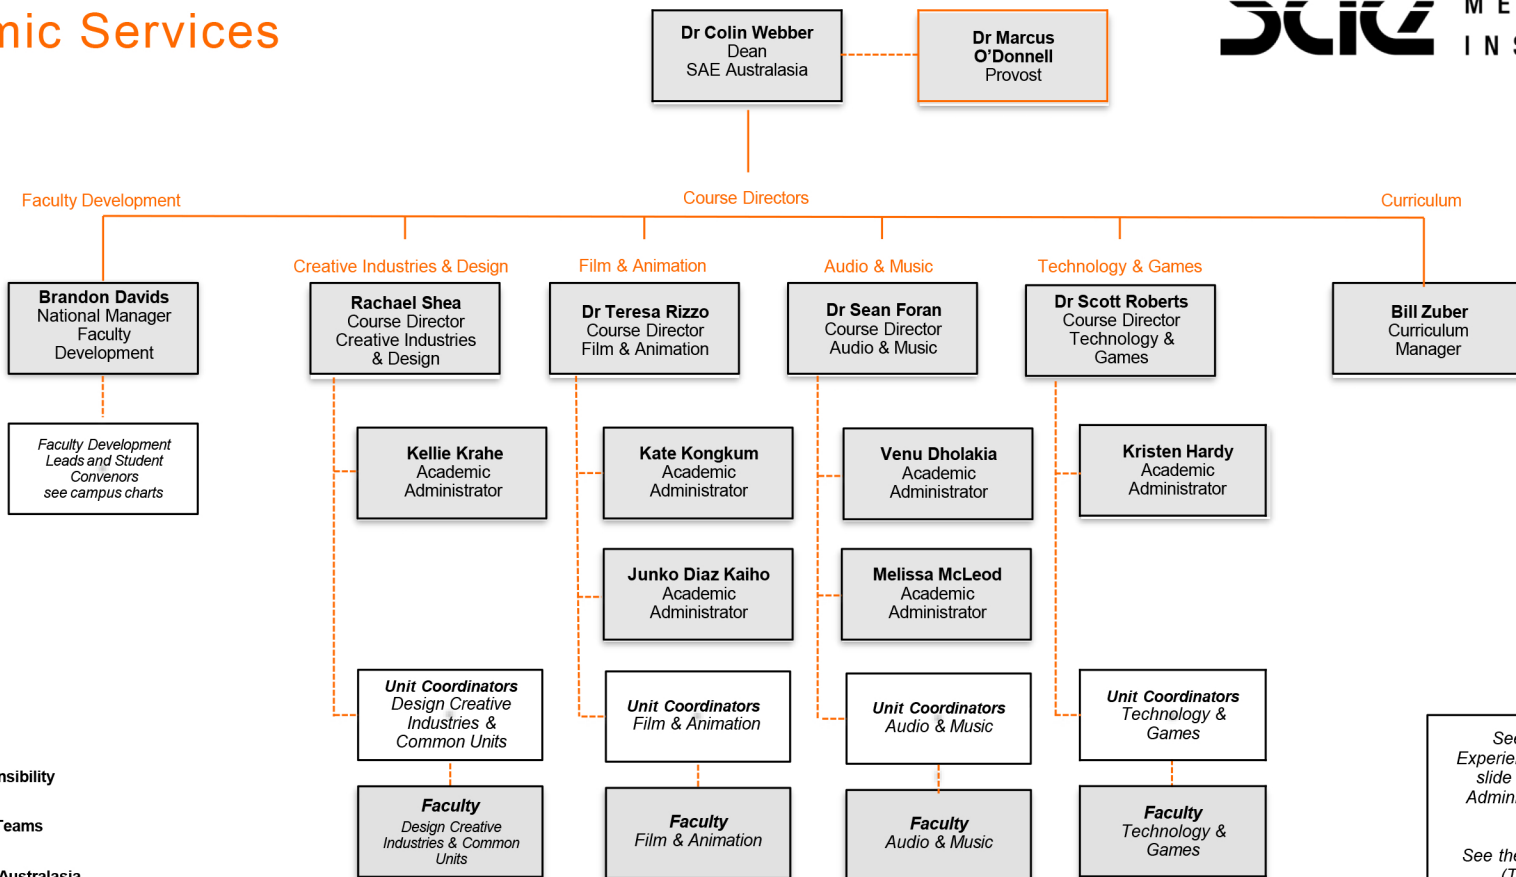 Services
Dr Colin Webber
Dean
SAE Australasia
Dr Marcus
O'Donnell
Provost
Faculty Development
Course Directors
Curriculum
Creative Industries & Design
Film & Animation
Audio & Music
Technology & Games
Brandon Davids
National Manager
Faculty
Development
Rachael Shea
Course Director
Creative Industries
& Design
Dr Teresa Rizzo
Course Director
Film & Animation
Dr Sean Foran
Course Director
Audio & Music
Dr Scott Roberts
Course Director
Technology &
Games
Bill Zuber
Curriculum
Manager
Faculty Development
Leads and Student
Convenors
see campus charts
Kellie Krahe
Academic
Administrator
Kate Kongkum
Academic
Administrator
Venu Dholakia
Academic
Administrator
Kristen Hardy
Academic
Administrator
Junko Diaz Kaiho
Academic
Administrator
Melissa McLeod
Academic
Administrator
Unit Coordinators
Design Creative
Industries &
Common Units
Unit Coordinators
Film & Animation
Unit Coordinators
Audio & Music
Unit Coordinators
Technology &
Games
Faculty
Design Creative
Industries & Common
Units
Faculty
Film & Animation
Faculty
Audio & Music
Faculty
Technology &
Games
Teams
Australasia
slide
See